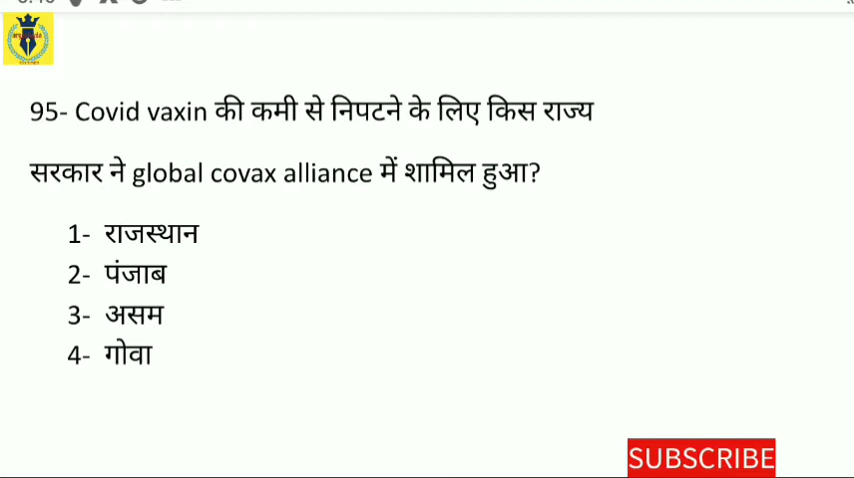 95- Covid vaxin की कमी से निपटने के लिए किस राज्य
सरकार ने global covax alliance में शामिल हुआ?
1- राजस्थान
2- पंजाब
3- असम
4- गोवा
SUBSCRIBE